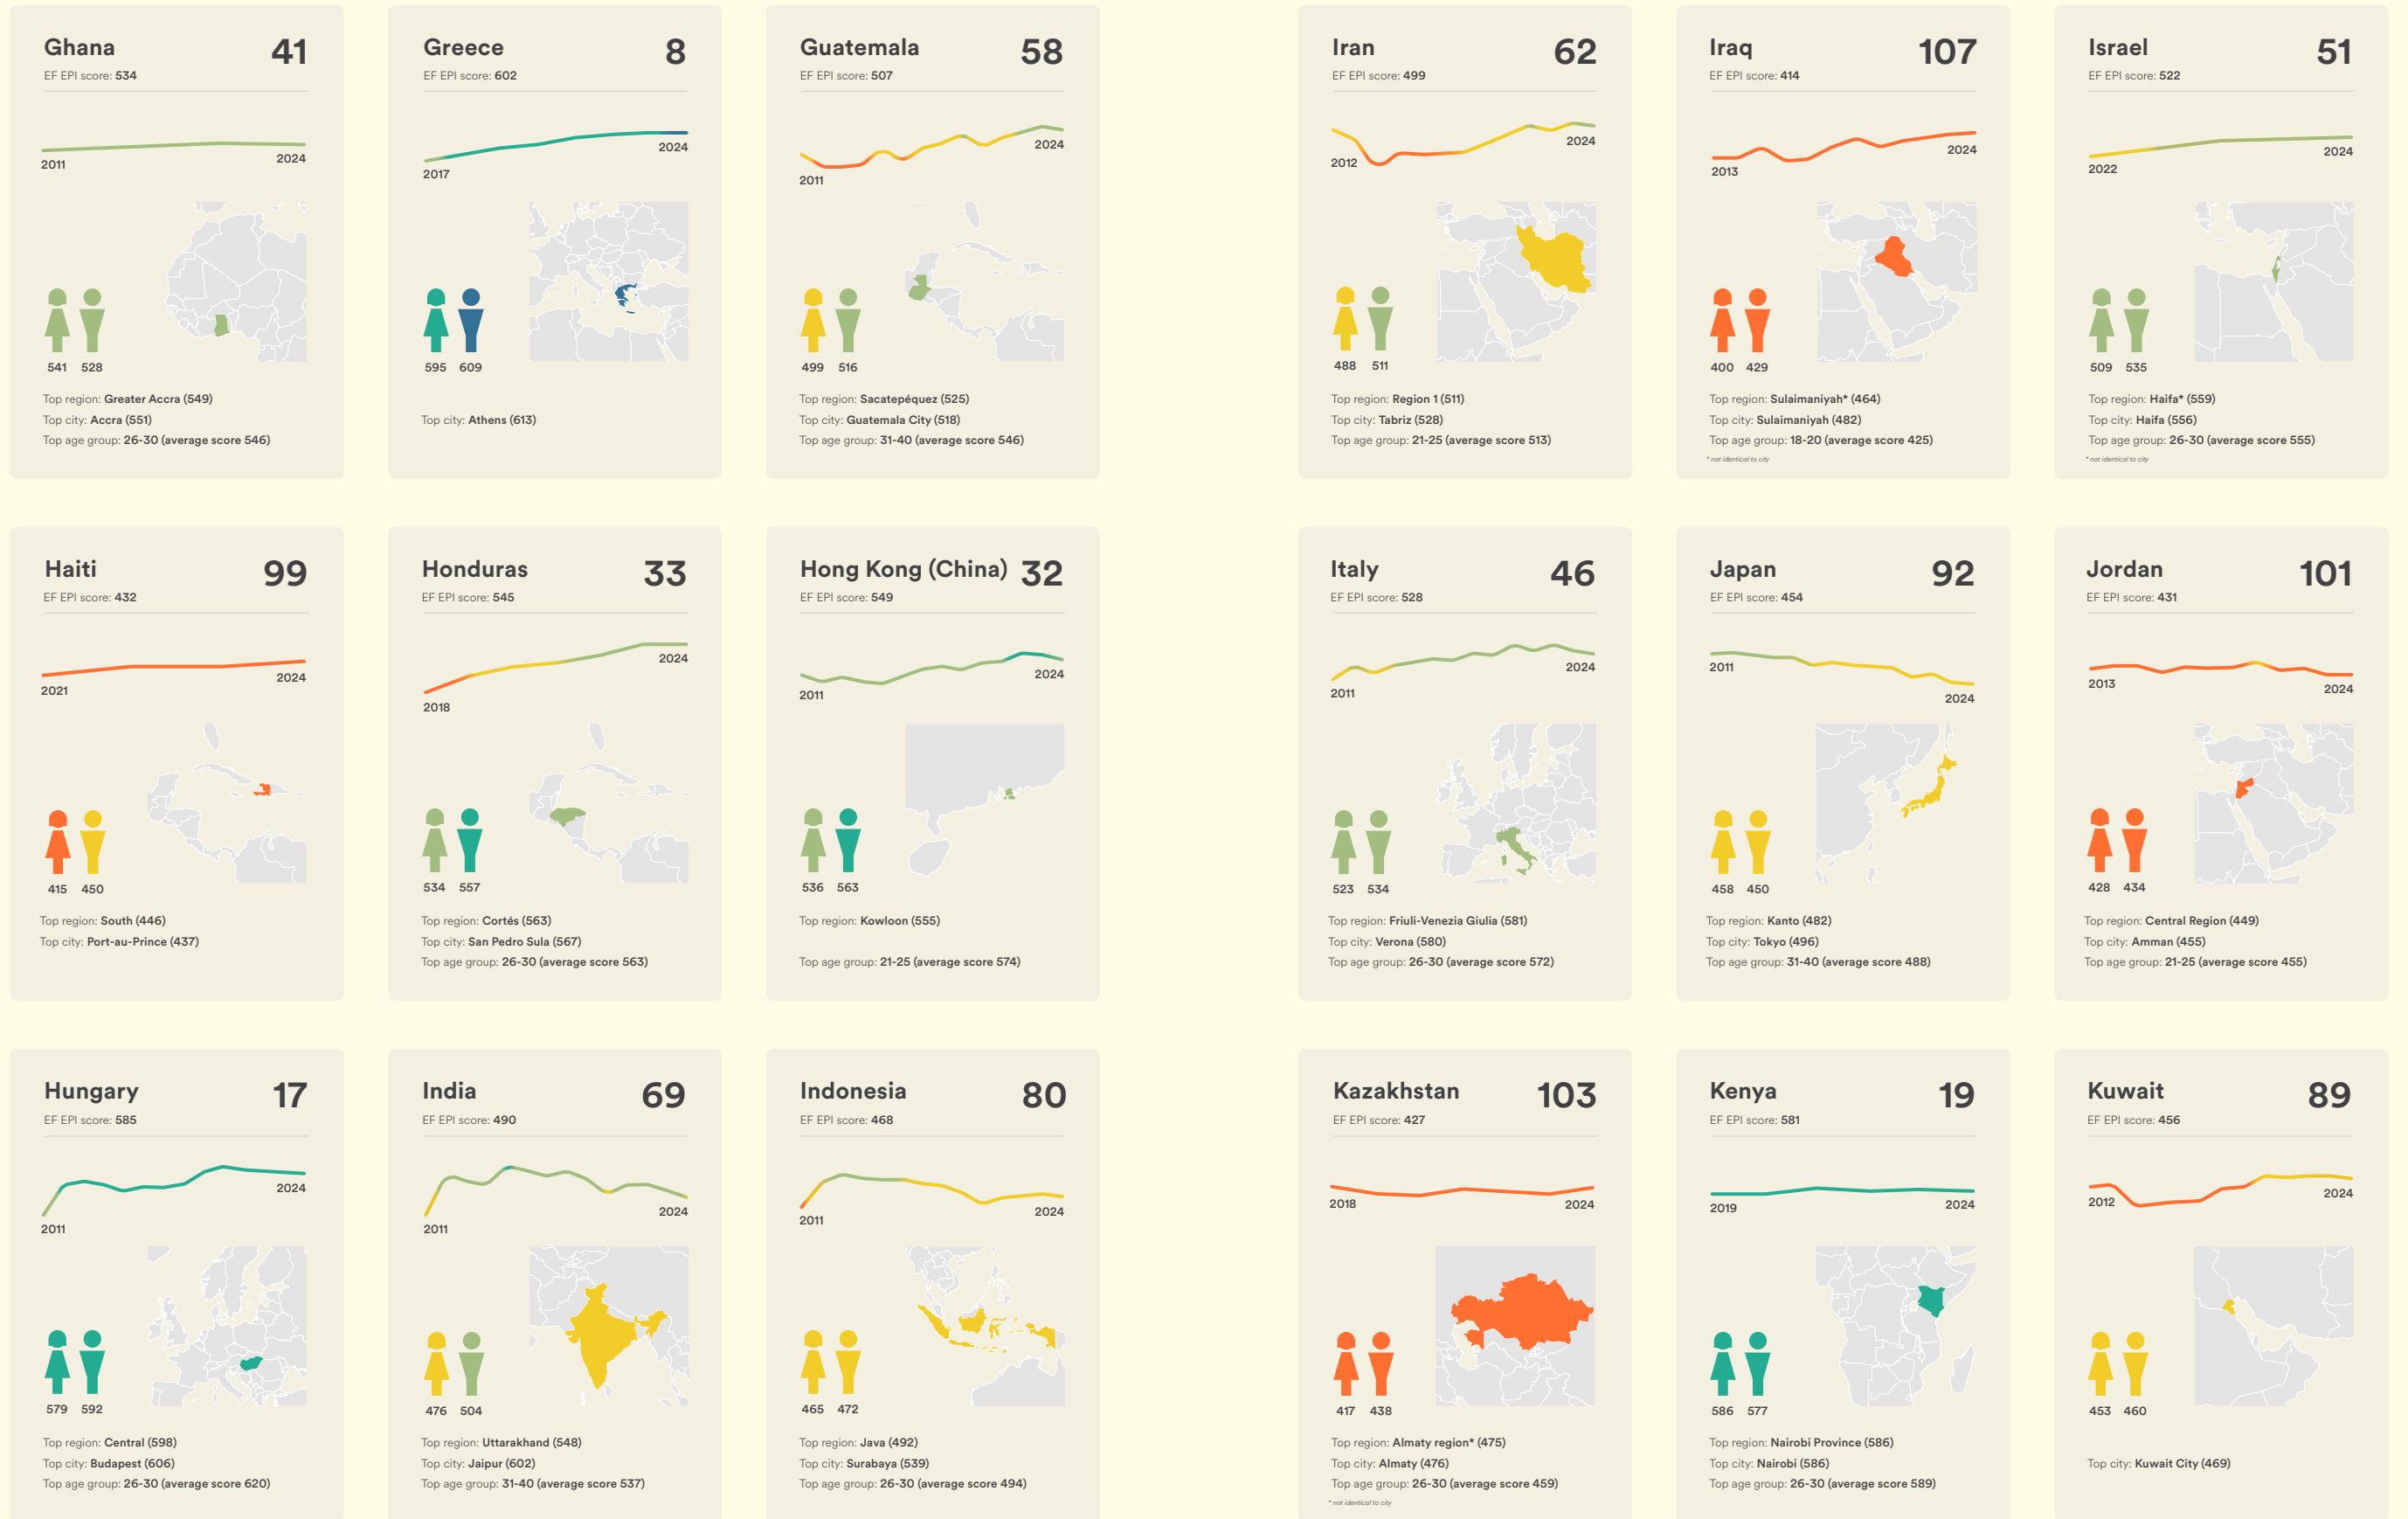 Ghana 41
EF EPI score: 534
2011
2024
541 528
Top region: Greater Accra (549)
Top city: Accra (551)
Top age group: 26-30 (average score 546)
Greece 8
EF EPI score: 602
2017
2024
595 609
Top city: Athens (613)
Guatemala 58
EF EPI score: 507
2011
2024
499 516
Top region: Sacatepéquez (525)
Top city: Guatemala City (518)
Top age group: 31-40 (average score 546)
Iran 62
EF EPI score: 499
2012
2024
488 511
Top region: Region 1 (511)
Top city: Tabriz (528)
Top age group: 21-25 (average score 513)
Iraq 107
EF EPI score: 414
2013
2024
400 429
Top region: Sulaimaniyah* (464)
Top city: Sulaimaniyah (482)
Top age group: 18-20 (average score 425)
* not identical to city
Israel 51
EF EPI score: 522
2022
2024
509 535
Top region: Haifa* (559)
Top city: Haifa (556)
Top age group: 26-30 (average score 555)
* not identical to city
Haiti 99
EF EPI score: 432
2021
2024
415 450
Top region: South (446)
Top city: Port-au-Prince (437)
Honduras 33
EF EPI score: 545
2018
2024
534 557
Top region: Cortés (563)
Top city: San Pedro Sula (567)
Top age group: 26-30 (average score 563)
Hong Kong (China) 32
EF EPI score: 549
2011
2024
536 563
Top region: Kowloon (555)
Top age group: 21-25 (average score 574)
Italy 46
EF EPI score: 528
2011
2024
523 534
Top region: Friuli-Venezia Giulia (581)
Top city: Verona (580)
Top age group: 26-30 (average score 572)
Japan 92
EF EPI score: 454
2011
2024
458 450
Top region: Kanto (482)
Top city: Tokyo (496)
Top age group: 31-40 (average score 488)
Jordan 101
EF EPI score: 431
2013
2024
428 434
Top region: Central Region (449)
Top city: Amman (455)
Top age group: 21-25 (average score 455)
Hungary 17
EF EPI score: 585
2011
2024
579 592
Top region: Central (598)
Top city: Budapest (606)
Top age group: 26-30 (average score 620)
India 69
EF EPI score: 490
2011
2024
476 504
Top region: Uttarakhand (548)
Top city: Jaipur (602)
Top age group: 31-40 (average score 537)
Indonesia 80
EF EPI score: 468
2011
2024
465 472
Top region: Java (492)
Top city: Surabaya (539)
Top age group: 26-30 (average score 494)
Kazakhstan 103
EF EPI score: 427
2018
2024
417 438
Top region: Almaty region* (475)
Top city: Almaty (476)
Top age group: 26-30 (average score 459)
* not identical to city
Kenya 19
EF EPI score: 581
2019
2024
586 577
Top region: Nairobi Province (586)
Top city: Nairobi (586)
Top age group: 26-30 (average score 589)
Kuwait 89
EF EPI score: 456
2012
2024
453 460
Top city: Kuwait City (469)